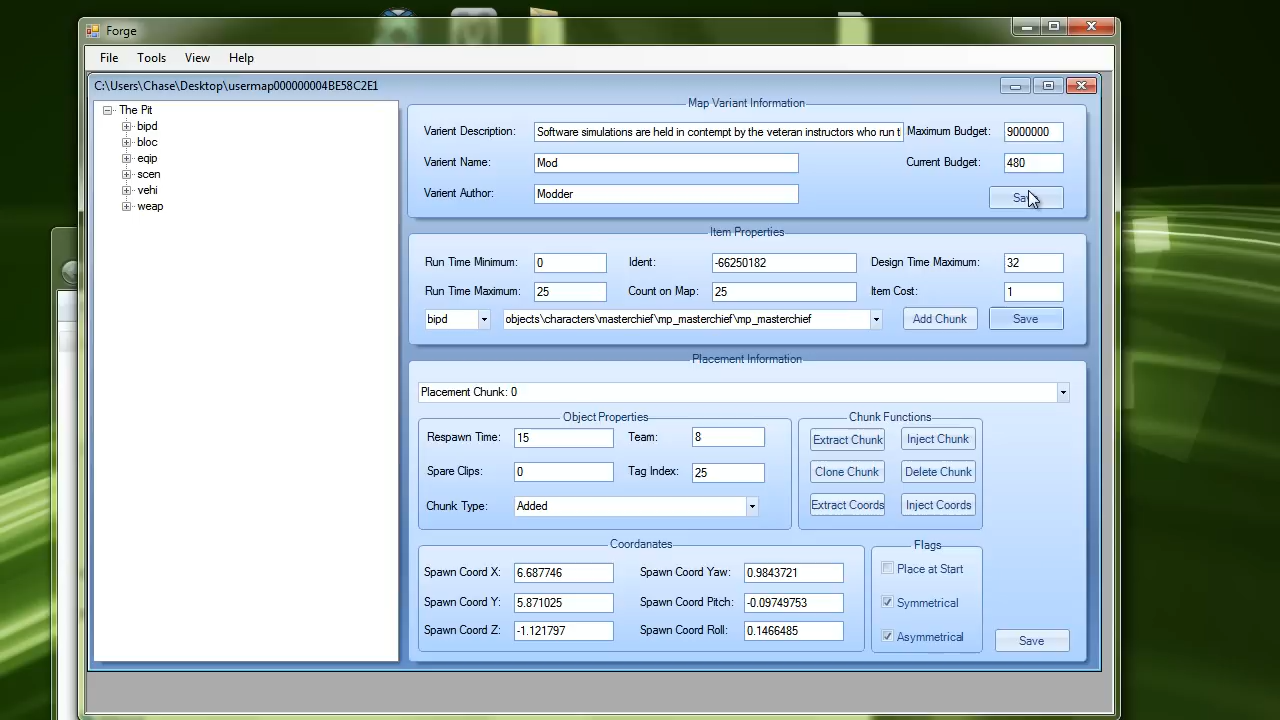 Forge
File Tools View Help
C:\Users\Chase\Desktop\usermap000000004BE58C2E1
The Pit
bipd
bloc
eqip
scen
vehi
weap
Map Variant Information
Varient Description: Software simulations are held in contempt by the veteran instructors who run t Maximum Budget: 9000000
Varient Name: Mod Current Budget: 480
Varient Author: Modder Save
Item Properties
Run Time Minimum: 0 Ident: -66250182 Design Time Maximum: 32
Run Time Maximum: 25 Count on Map: 25 Item Cost: 1
bipd objects\characters\masterchief\mp_masterchief\mp_masterchief Add Chunk Save
Placement Information
Placement Chunk: 0
Object Properties Chunk Functions
Respawn Time: 15 Team: 8 Extract Chunk Inject Chunk
Spare Clips: 0 Tag Index: 25 Clone Chunk Delete Chunk
Chunk Type: Added Extract Coords Inject Coords
Coordanates Flags
Spawn Coord X: 6.687746 Spawn Coord Yaw: 0.9843721 Place at Start
Spawn Coord Y: 5.871025 Spawn Coord Pitch: -0.09749753 Symmetrical
Spawn Coord Z: -1.121797 Spawn Coord Roll: 0.1466485 Asymmetrical Save